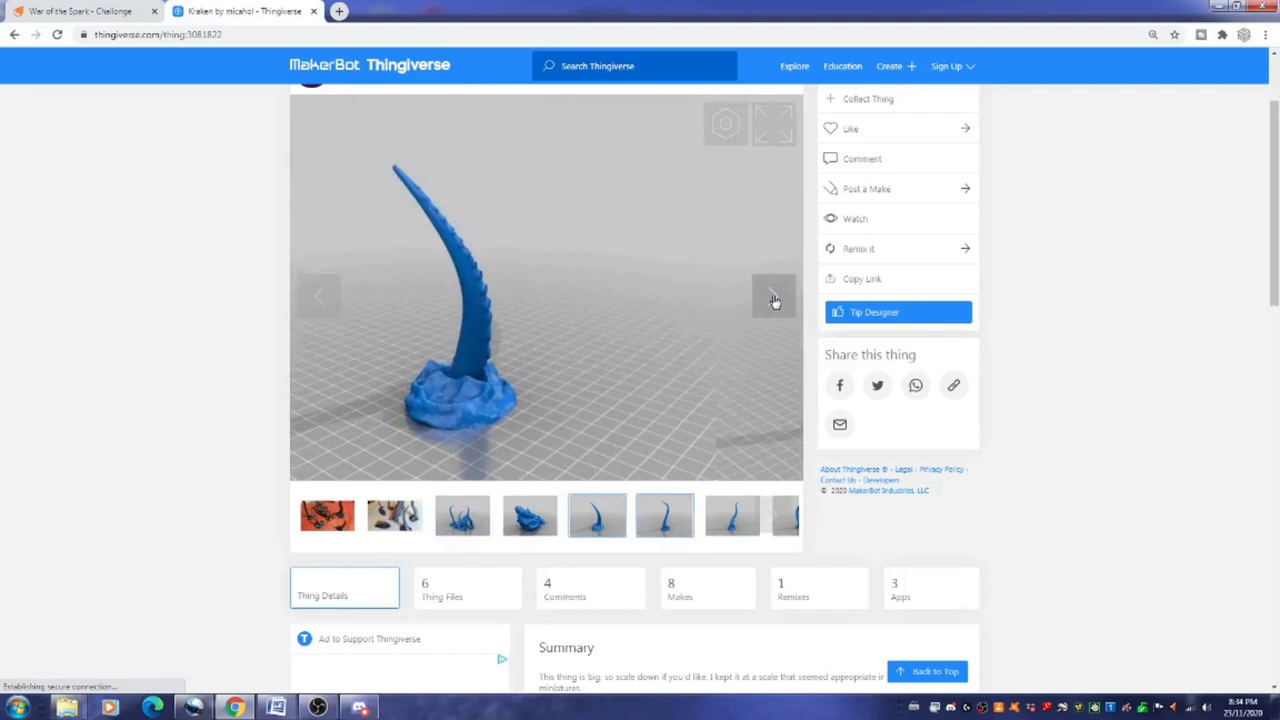 War of the Spark - Challonge
Kraken by micahol - Thingiverse
thingiverse.com/thing:3081822
MakerBot Thingiverse
Search Thingiverse
Explore
Education
Create
Sign Up
Collect Thing
Like
Comment
Post a Make
Watch
Remix it
Copy Link
Tip Designer
Share this thing
About Thingiverse ® - Legal - Privacy Policy -
Contact Us - Developers
© 2020 MakerBot Industries, LLC
6
4
8
1
3
Thing Details
Thing Files
Comments
Makes
Remixes
Apps
Ad to Support Thingiverse
Summary
This thing is big, so scale down if you'd like. I kept it at a scale that seemed appropriate in
miniatures.
Back to Top
Establishing secure connection...
8:34 PM
23/11/2020